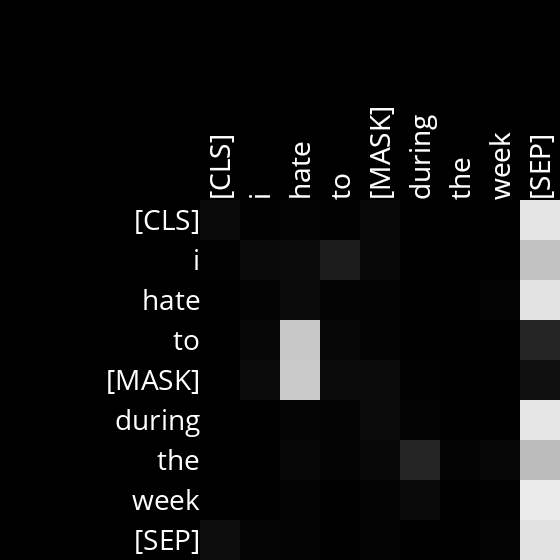 [CLS] i hate to [MASK] during the week [SEP]
[CLS]
i
hate
to
[MASK]
during
the
week
[SEP]